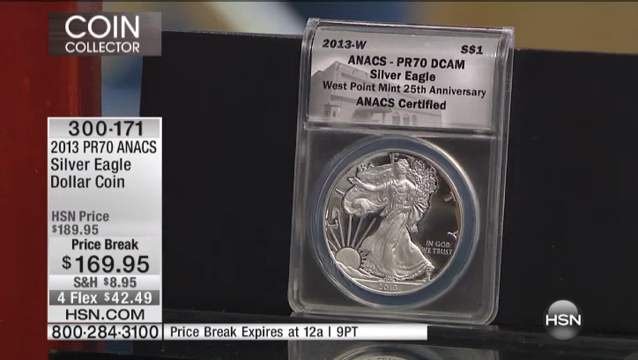 COIN
COLLECTOR
300-171
2013 PR70 ANACS
Silver Eagle
Dollar Coin
HSN Price
$189.95
Price Break
$169.95
S&H $8.95
4 Flex $42.49
HSN.COM
800-284-3100
Price Break Expires at 12a | 9PT
2013-W S$1
ANACS - PR70 DCAM
Silver Eagle
West Point Mint 25th Anniversary
ANACS Certified
LIBERTY
IN GOD
WE TRUST
2013
HSN